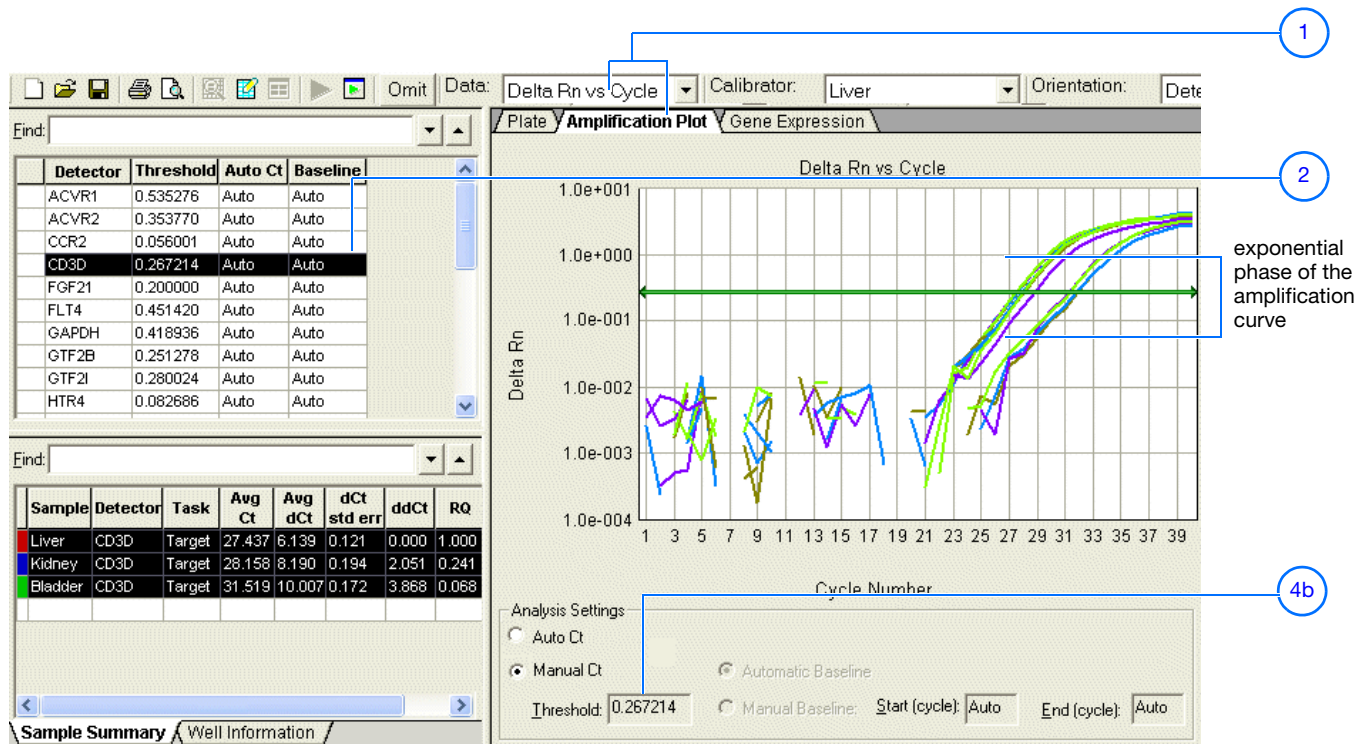 1
Omit Data: Delta Rn vs Cycle Calibrator: Liver Orientation: Dete
Find:
Plate Amplification Plot Gene Expression
Detector Threshold Auto Ct Baseline
ACVR1 0.535276 Auto Auto
ACVR2 0.353770 Auto Auto
CCR2 0.056001 Auto Auto
CD3D 0.267214 Auto Auto
FGF21 0.200000 Auto Auto
FLT4 0.451420 Auto Auto
GAPDH 0.418936 Auto Auto
GTF2B 0.251278 Auto Auto
GTF2I 0.280024 Auto Auto
HTR4 0.082686 Auto Auto
2
Delta Rn vs Cycle
1.0e+001
1.0e+000
1.0e-001
1.0e-002
1.0e-003
1.0e-004
Delta Rn
1 3 5 7 9 11 13 15 17 19 21 23 25 27 29 31 33 35 37 39
Cycle Number
exponential
phase of the
amplification
curve
Find:
Sample Detector Task Avg Ct Avg dCt dCt std err ddCt RQ
Liver CD3D Target 27.437 6.139 0.121 0.000 1.000
Kidney CD3D Target 28.158 8.190 0.194 2.051 0.241
Bladder CD3D Target 31.519 10.007 0.172 3.868 0.068
Sample Summary Well Information
4b
Analysis Settings
Auto Ct
Manual Ct Automatic Baseline
Threshold: 0.267214 Manual Baseline: Start (cycle): Auto End (cycle): Auto